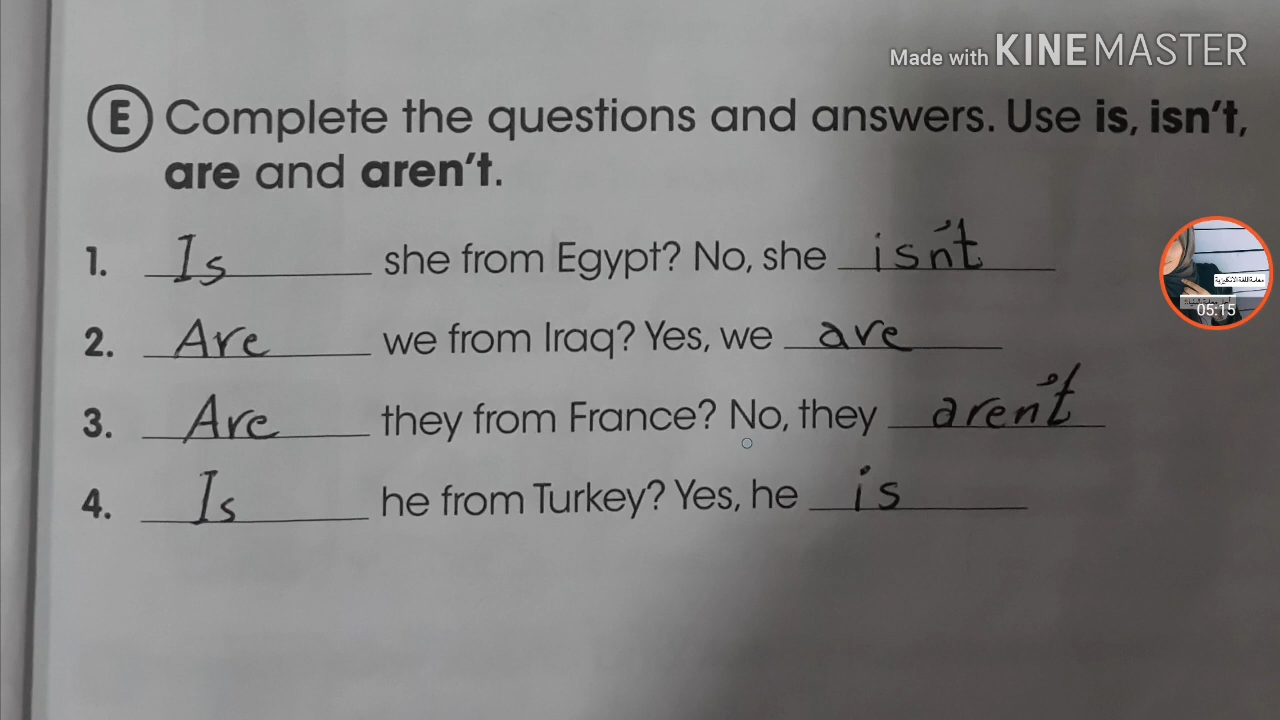 Made with KINEMASTER
E Complete the questions and answers. Use is, isn't,
are and aren't.
1. Is she from Egypt? No, she isn't
2. Are we from Iraq? Yes, we are
3. Are they from France? No, they aren't
4. Is he from Turkey? Yes, he is
05:15